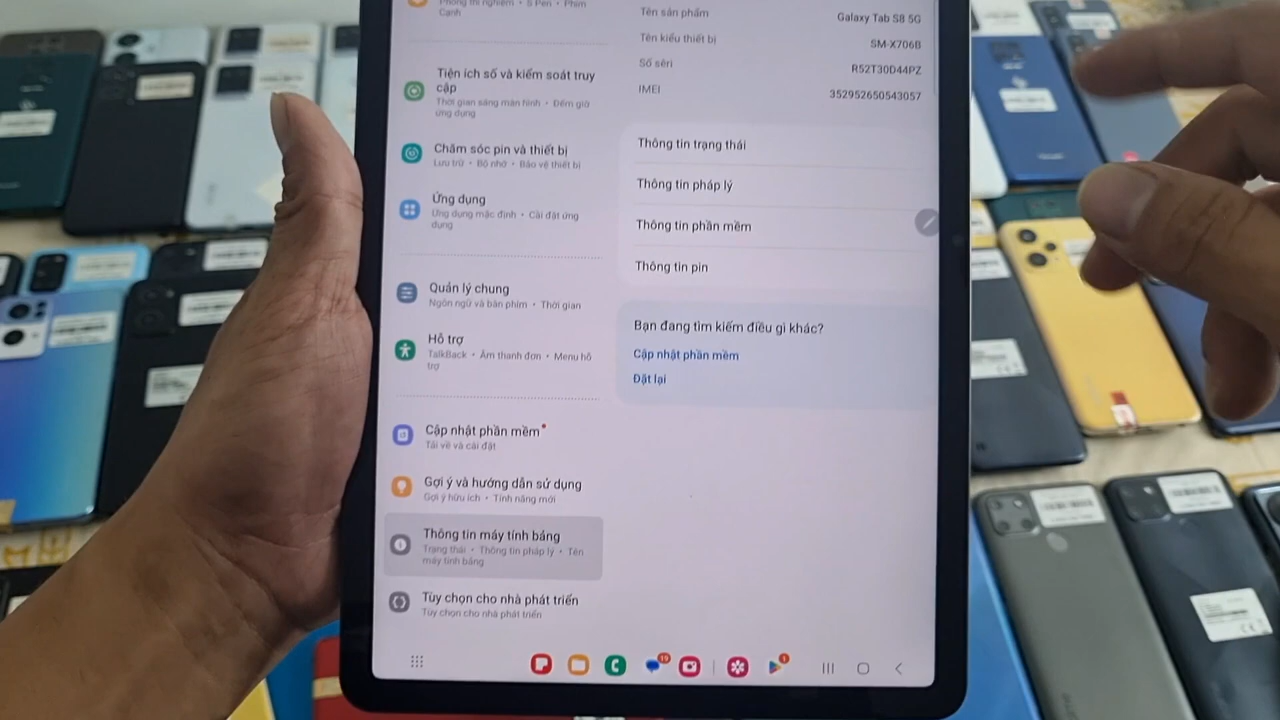 Phòng thí nghiệm • S Pen • Phím
Cạnh
Tiện ích số và kiểm soát truy
cập
Thời gian sáng màn hình • Đếm giờ
ứng dụng
Chăm sóc pin và thiết bị
Lưu trữ • Bộ nhớ • Bảo vệ thiết bị
Ứng dụng
Ứng dụng mặc định • Cài đặt ứng
dụng
Quản lý chung
Ngôn ngữ và bàn phím • Thời gian
Hỗ trợ
TalkBack • Âm thanh đơn • Menu hỗ
trợ
Cập nhật phần mềm
Tải về và cài đặt
Gợi ý và hướng dẫn sử dụng
Gợi ý hữu ích • Tính năng mới
Thông tin máy tính bảng
Trạng thái • Thông tin pháp lý • Tên
máy tính bảng
Tùy chọn cho nhà phát triển
Tùy chọn cho nhà phát triển
Tên sản phẩm
Galaxy Tab S8 5G
Tên kiểu thiết bị
SM-X706B
Số sêri
R52T30D44PZ
IMEI
352952650543057
Thông tin trạng thái
Thông tin pháp lý
Thông tin phần mềm
Thông tin pin
Bạn đang tìm kiếm điều gì khác?
Cập nhật phần mềm
Đặt lại
19
1